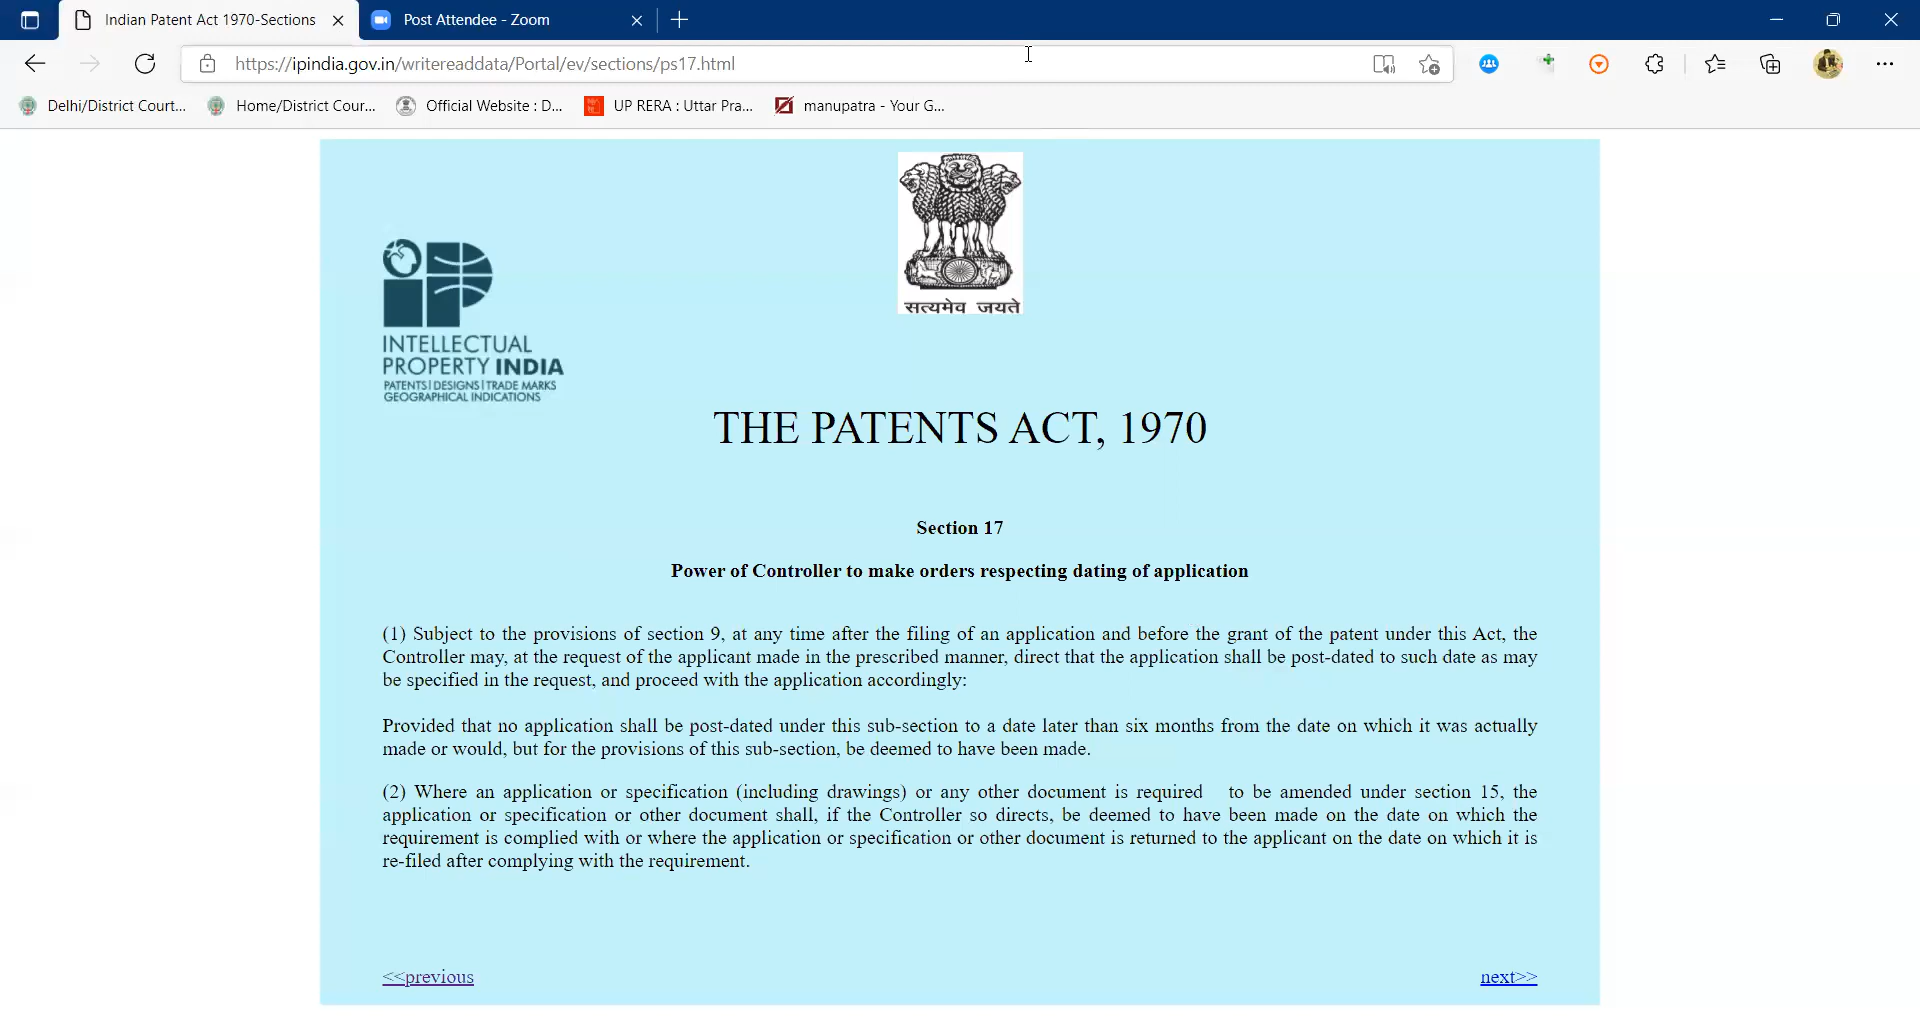 Indian Patent Act 1970-Sections
Post Attendee - Zoom
https://ipindia.gov.in/writereaddata/Portal/ev/sections/ps17.html
Delhi/District Court...
Home/District Cour...
Official Website : D...
UP RERA : Uttar Pra...
manupatra - Your G...
सत्यमेव जयते
INTELLECTUAL
PROPERTY INDIA
PATENTS | DESIGNS | TRADE MARKS
GEOGRAPHICAL INDICATIONS
THE PATENTS ACT, 1970
Section 17
Power of Controller to make orders respecting dating of application
(1) Subject to the provisions of section 9, at any time after the filing of an application and before the grant of the patent under this Act, the
Controller may, at the request of the applicant made in the prescribed manner, direct that the application shall be post-dated to such date as may
be specified in the request, and proceed with the application accordingly:
Provided that no application shall be post-dated under this sub-section to a date later than six months from the date on which it was actually
made or would, but for the provisions of this sub-section, be deemed to have been made.
(2) Where an application or specification (including drawings) or any other document is required to be amended under section 15, the
application or specification or other document shall, if the Controller so directs, be deemed to have been made on the date on which the
requirement is complied with or where the application or specification or other document is returned to the applicant on the date on which it is
re-filed after complying with the requirement.
<<previous
next>>